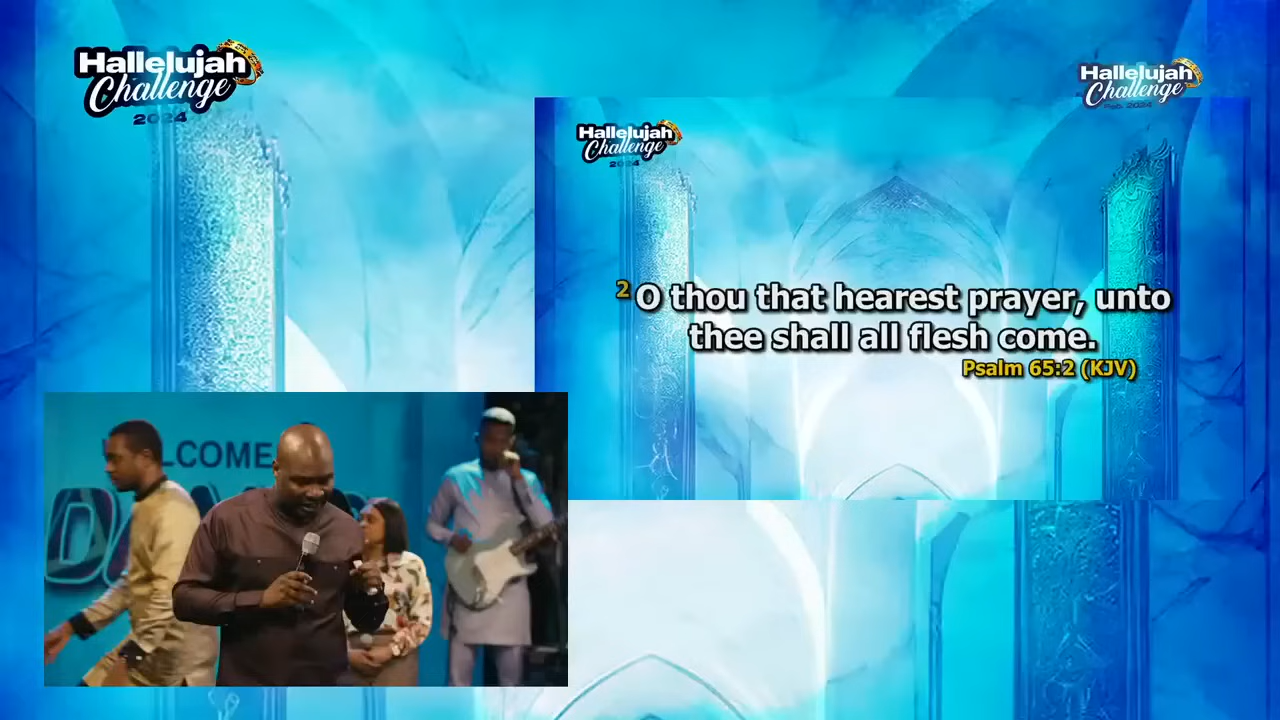 Hallelujah
Challenge
2024
Hallelujah
Challenge
Feb. 2024
Hallelujah
Challenge
2024
2 O thou that hearest prayer, unto
thee shall all flesh come.
Psalm 65:2 (KJV)
LCOME